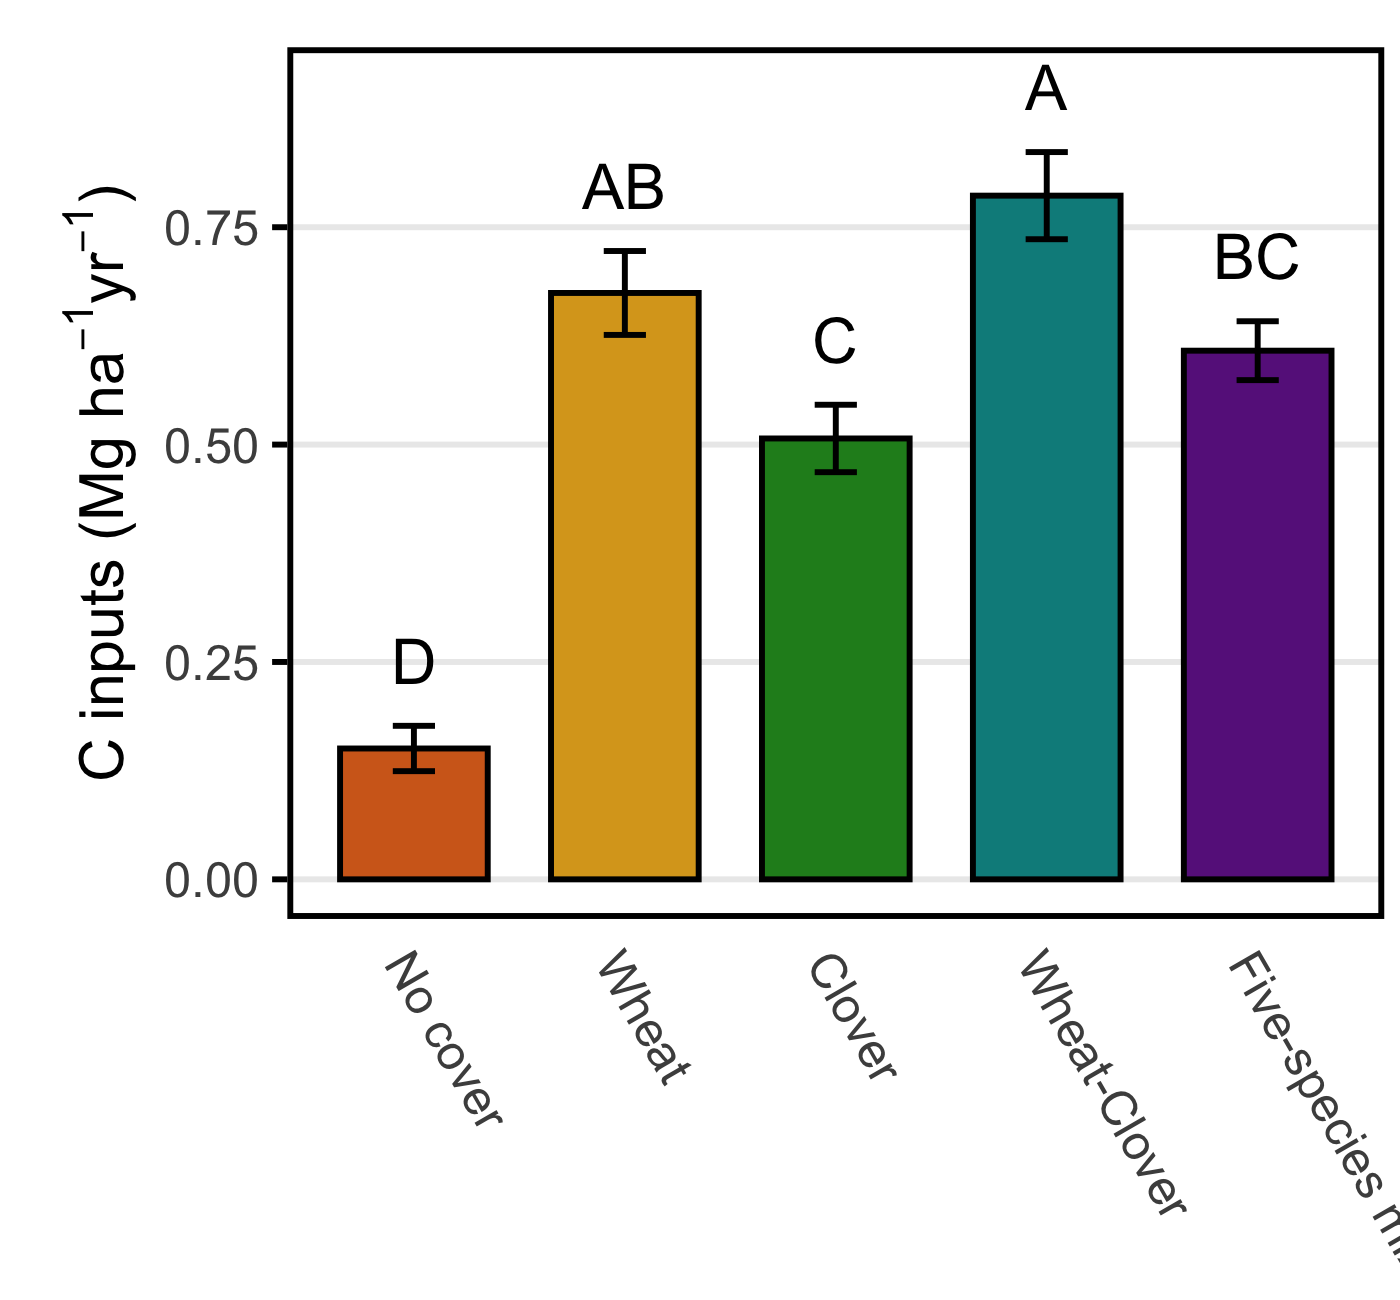 C inputs (Mg ha⁻¹yr⁻¹)
0.75
0.50
0.25
0.00
D
AB
C
A
BC
No cover
Wheat
Clover
Wheat-Clover
Five-species